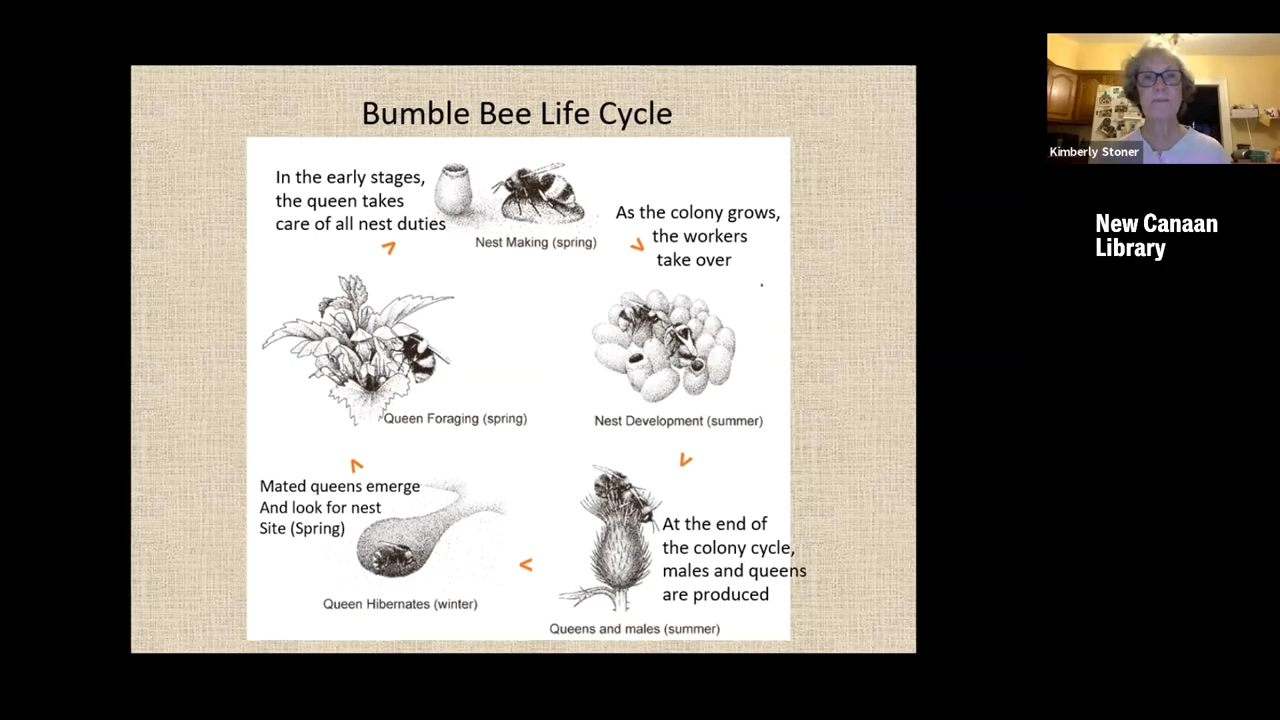 Bumble Bee Life Cycle
In the early stages,
the queen takes
care of all nest duties
Nest Making (spring)
As the colony grows,
the workers
take over
Queen Foraging (spring)
Nest Development (summer)
Mated queens emerge
And look for nest
Site (Spring)
Queen Hibernates (winter)
At the end of
the colony cycle,
males and queens
are produced
Queens and males (summer)
Kimberly Stoner
New Canaan
Library